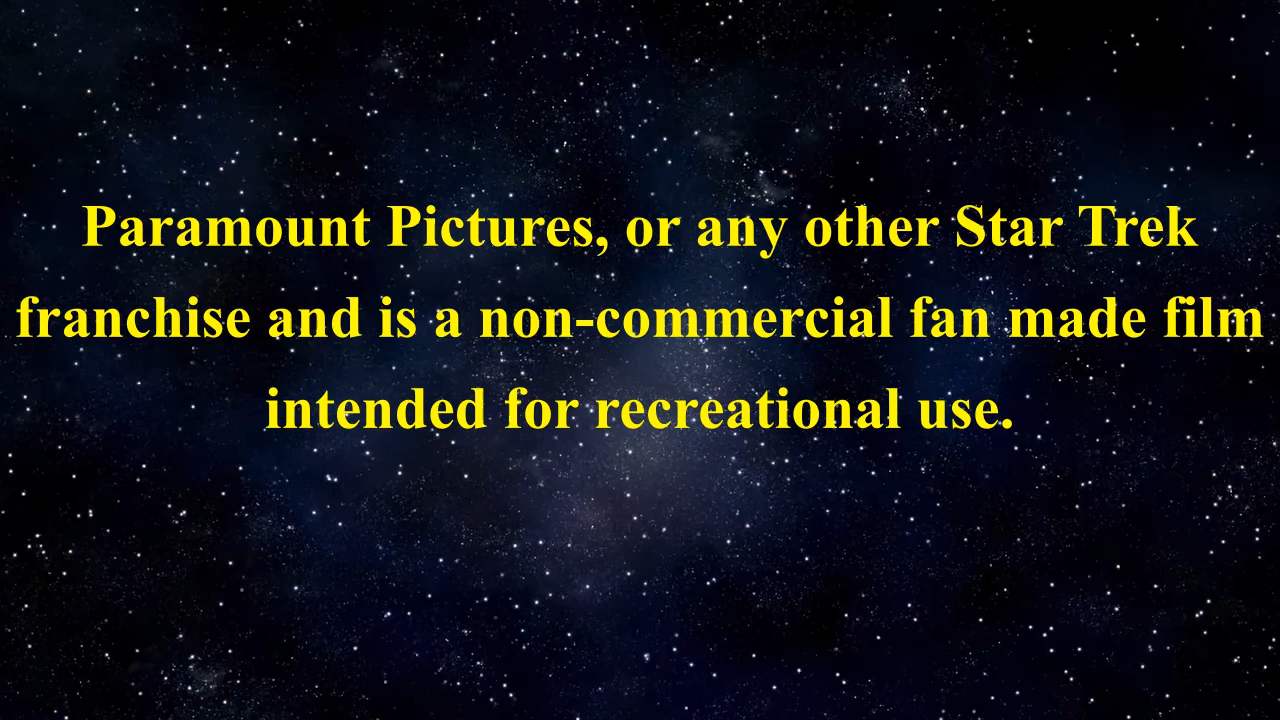 Paramount Pictures, or any other Star Trek
franchise and is a non-commercial fan made film
intended for recreational use.